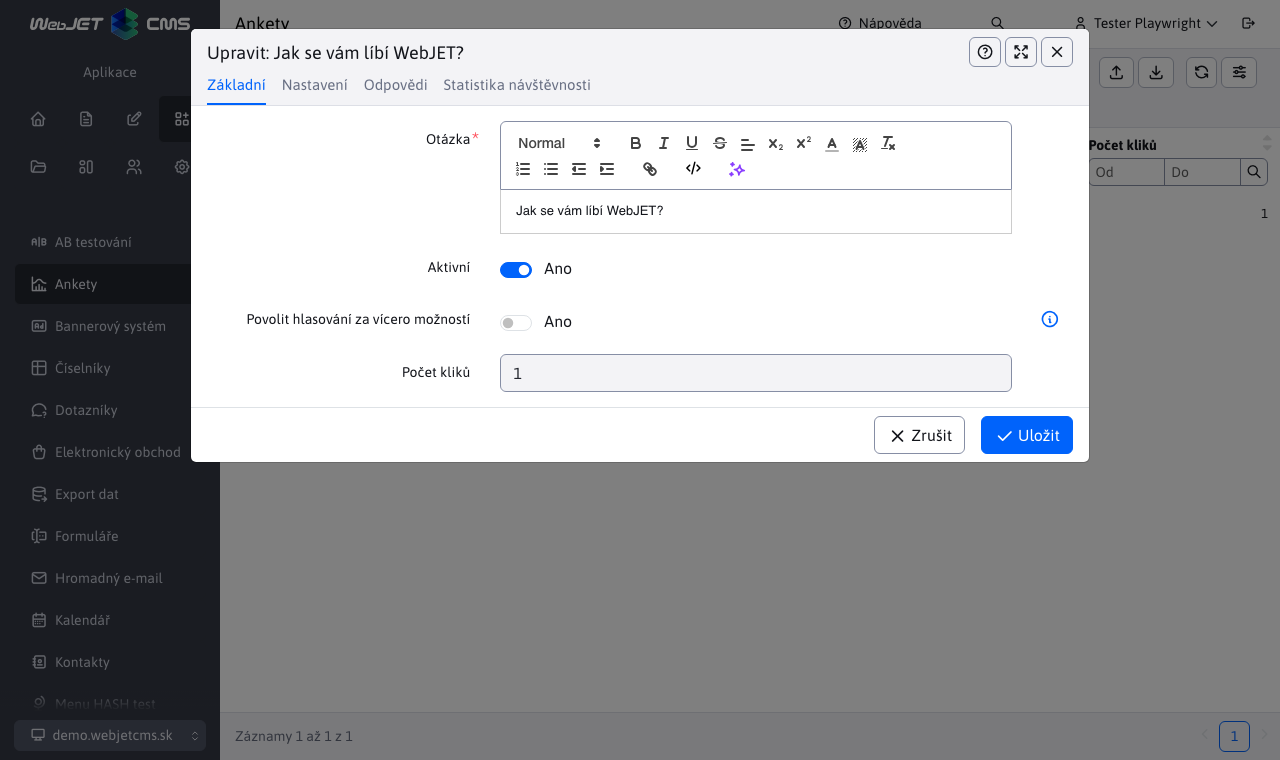 WebJET CMS
Ankety
Nápověda
Tester Playwright
Upravit: Jak se vám líbí WebJET?
Základní
Nastavení
Odpovědi
Statistika návštěvnosti
Otázka*
Normal
Jak se vám líbí WebJET?
Aktivní
Ano
Povolit hlasování za vícero možností
Ano
Počet kliků
1
Zrušit
Uložit
Aplikace
AB testování
Ankety
Bannerový systém
Číselníky
Dotazníky
Elektronický obchod
Export dat
Formuláře
Hromadný e-mail
Kalendář
Kontakty
Menu HASH test
demo.webjetcms.sk
Počet kliků
Od
Do
1
Záznamy 1 až 1 z 1
1